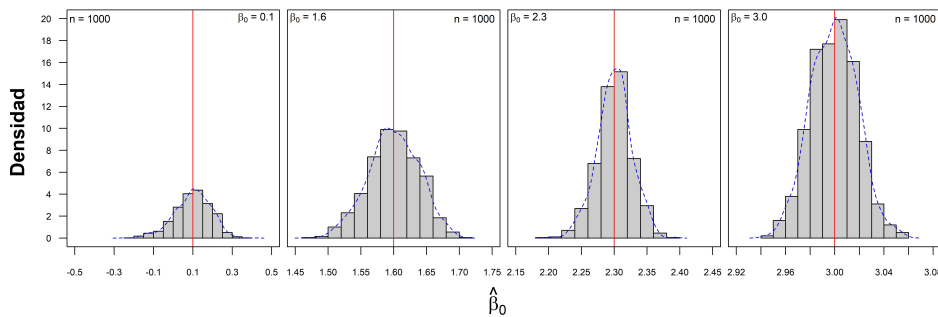 n = 1000 β₀ = 0.1
β₀ = 1.6 n = 1000
β₀ = 2.3 n = 1000
β₀ = 3.0 n = 1000
Densidad
20
18
16
14
12
10
8
6
4
2
0
-0.5 -0.3 -0.1 0.1 0.3 0.5
1.45 1.50 1.55 1.60 1.65 1.70 1.75
2.15 2.20 2.25 2.30 2.35 2.40 2.45
2.92 2.96 3.00 3.04 3.08
β̂₀